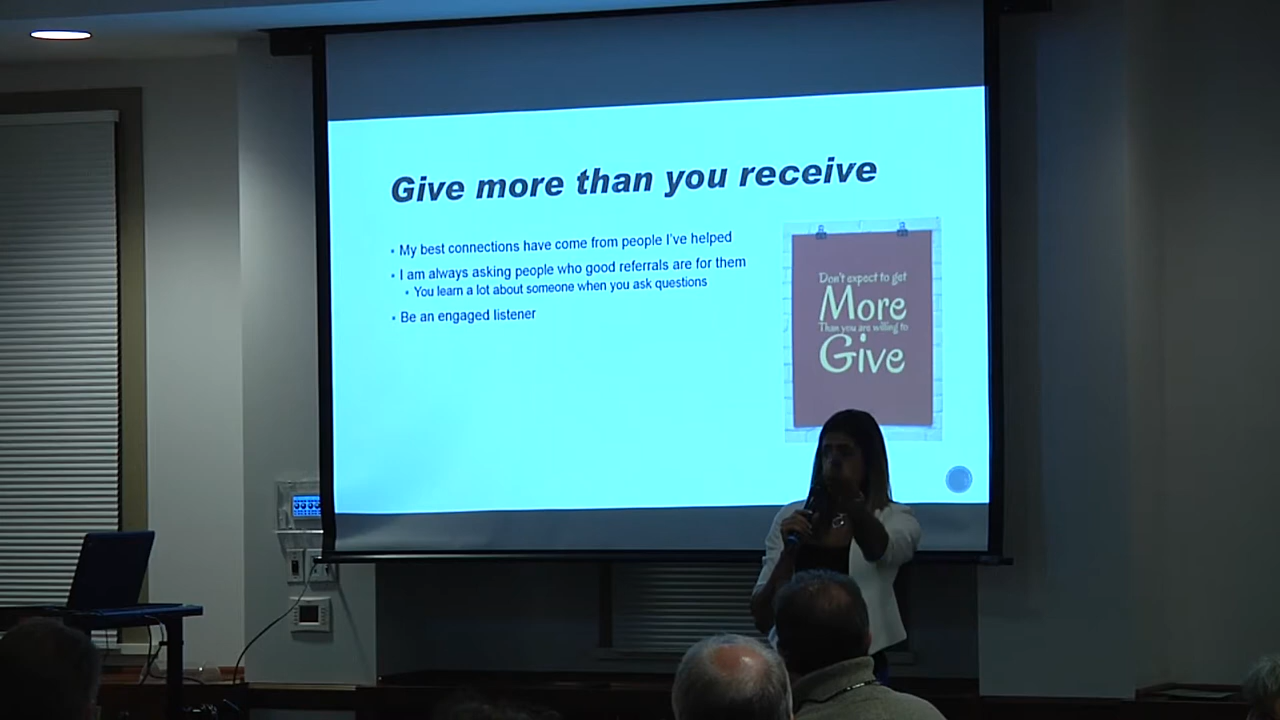 Give more than you receive
My best connections have come from people I've helped
I am always asking people who good referrals are for them
You learn a lot about someone when you ask questions
Be an engaged listener
Don't expect to get
More
Than you are willing to
Give